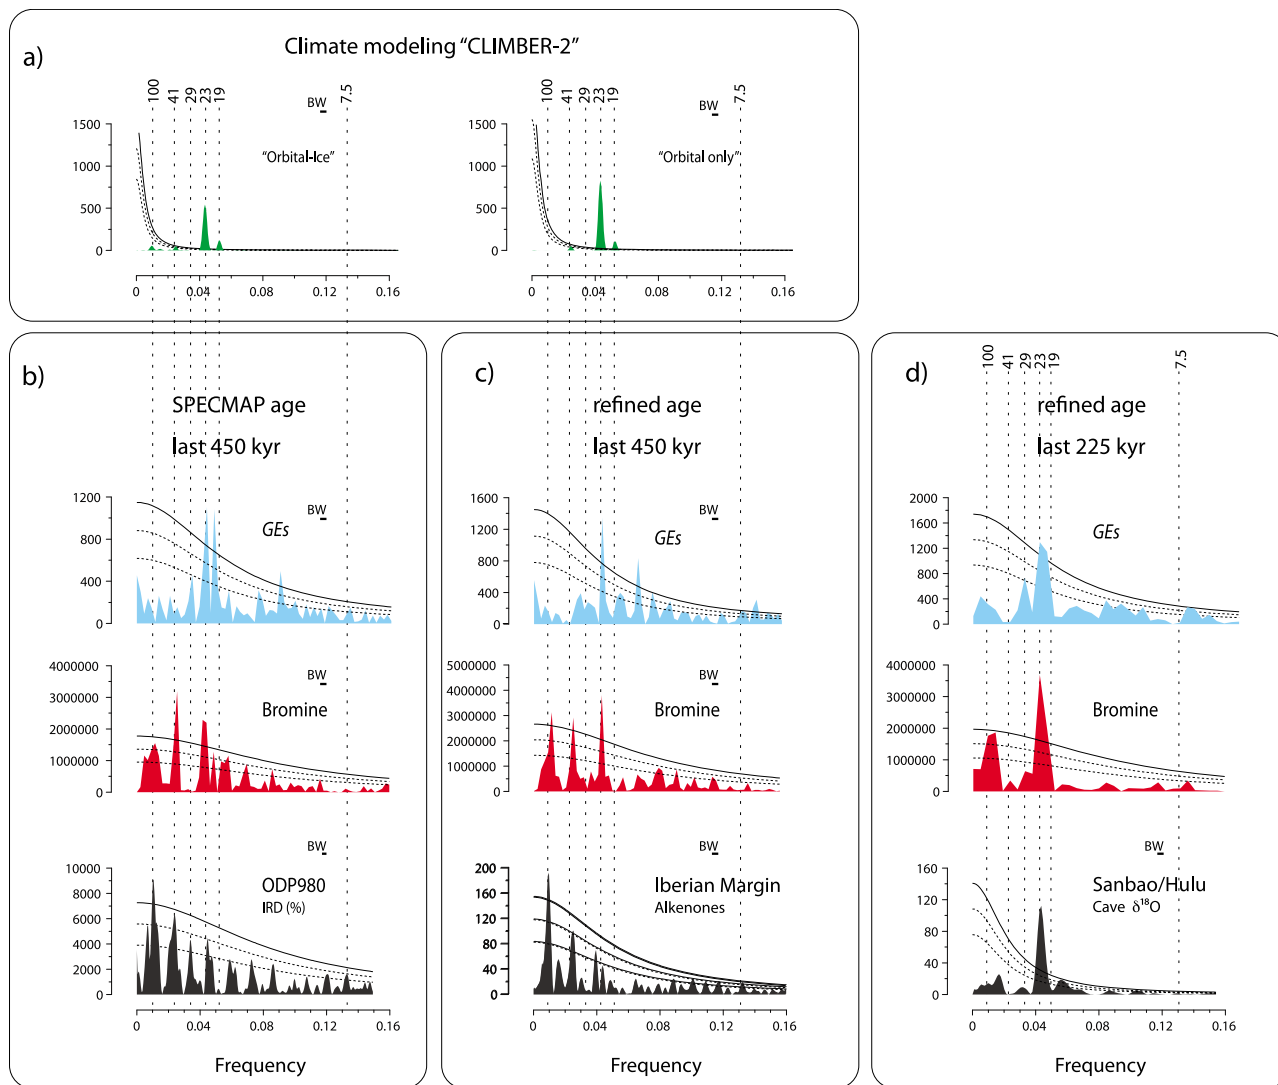 a)
Climate modeling “CLIMBER-2”
100 41 29 23 19 BW 7.5
1500
1000
500
0
“Orbital-Ice”
0 0.04 0.08 0.12 0.16
100 41 29 23 19 BW 7.5
1500
1000
500
0
“Orbital only”
0 0.04 0.08 0.12 0.16
b)
SPECMAP age
last 450 kyr
1200
800
400
0
BW
GEs
4000000
3000000
2000000
1000000
0
BW
Bromine
10000
8000
6000
4000
2000
0
BW
ODP980
IRD (%)
0 0.04 0.08 0.12 0.16
Frequency
c)
refined age
last 450 kyr
1600
1200
800
400
0
BW
GEs
5000000
4000000
3000000
2000000
1000000
0
BW
Bromine
200
160
120
80
40
0
BW
Iberian Margin
Alkenones
0 0.04 0.08 0.12 0.16
Frequency
d)
100 41 29 23 19 7.5
refined age
last 225 kyr
2000
1600
1200
800
400
0
GEs
4000000
3000000
2000000
1000000
0
Bromine
160
120
80
40
0
BW
Sanbao/Hulu
Cave δ¹⁸O
0 0.04 0.08 0.12 0.16
Frequency